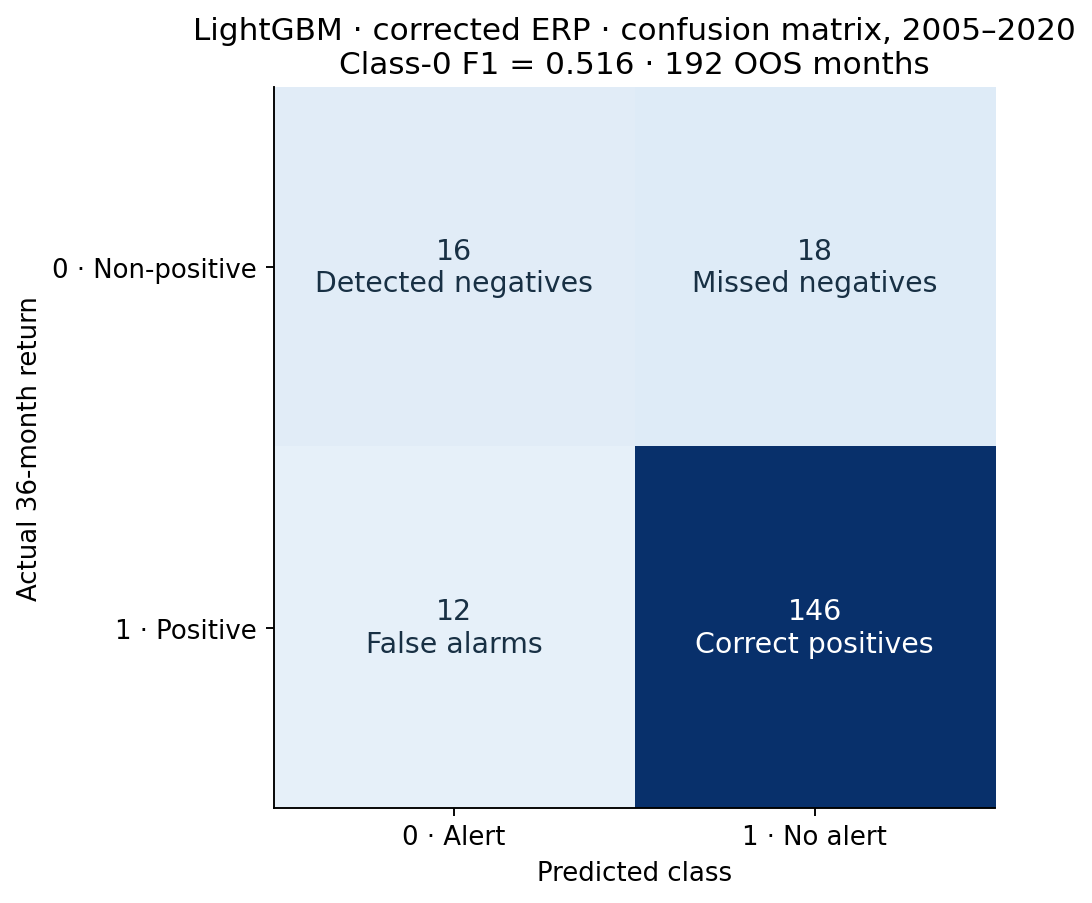 LightGBM · corrected ERP · confusion matrix, 2005–2020
Class-0 F1 = 0.516 · 192 OOS months
Actual 36-month return
0 · Non-positive
16
Detected negatives
18
Missed negatives
1 · Positive
12
False alarms
146
Correct positives
0 · Alert
1 · No alert
Predicted class